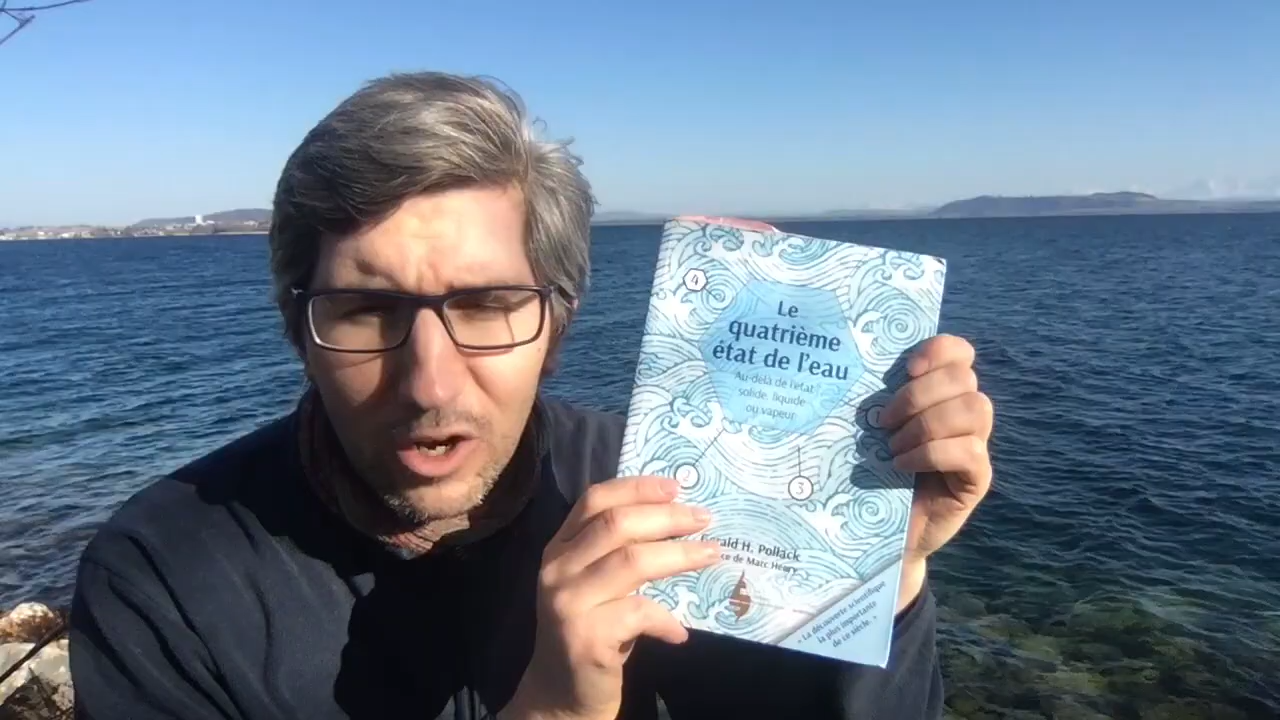 4
Le
quatrième
état de l'eau
Au-delà de l'état
solide, liquide
ou vapeur
1
2
3
Gerald H. Pollack
de Marc Henry
« La découverte scientifique
la plus importante
de ce siècle. »